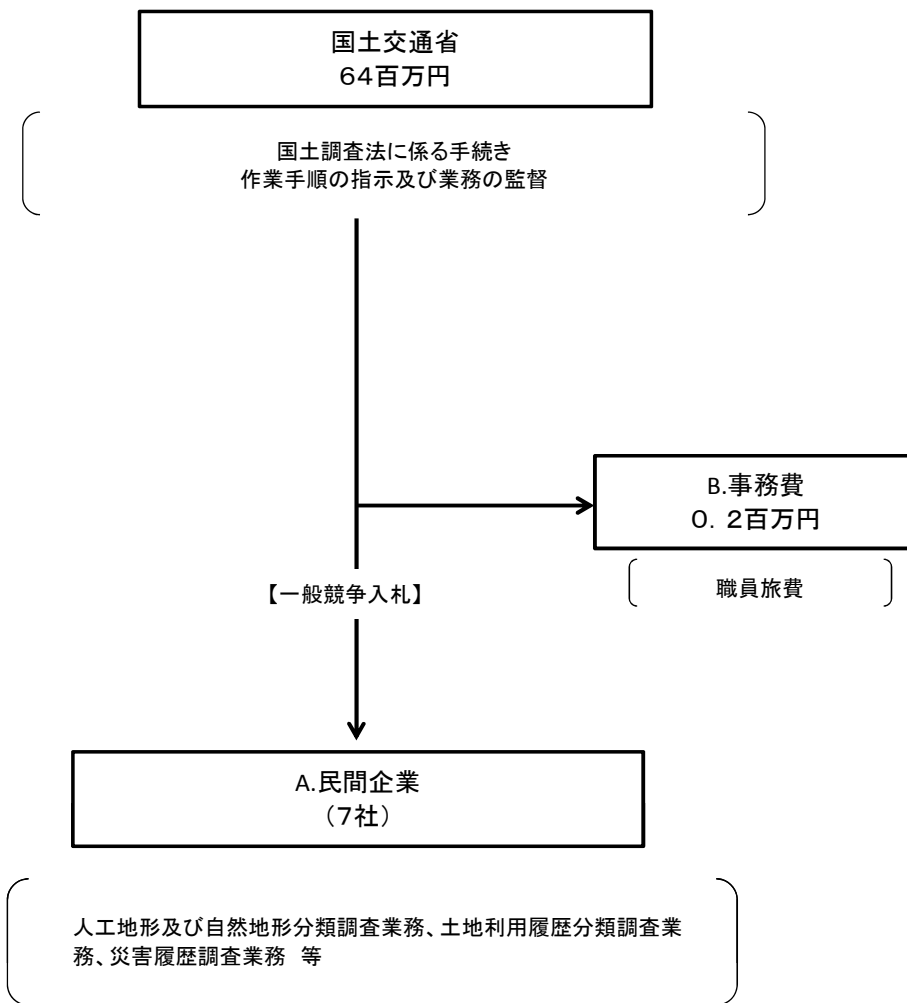 国土交通省
64百万円
国土調査法に係る手続き
作業手順の指示及び業務の監督
B.事務費
0．2百万円
【一般競争入札】
職員旅費
A.民間企業
（7社）
人工地形及び自然地形分類調査業務、土地利用履歴分類調査業
務、災害履歴調査業務　等